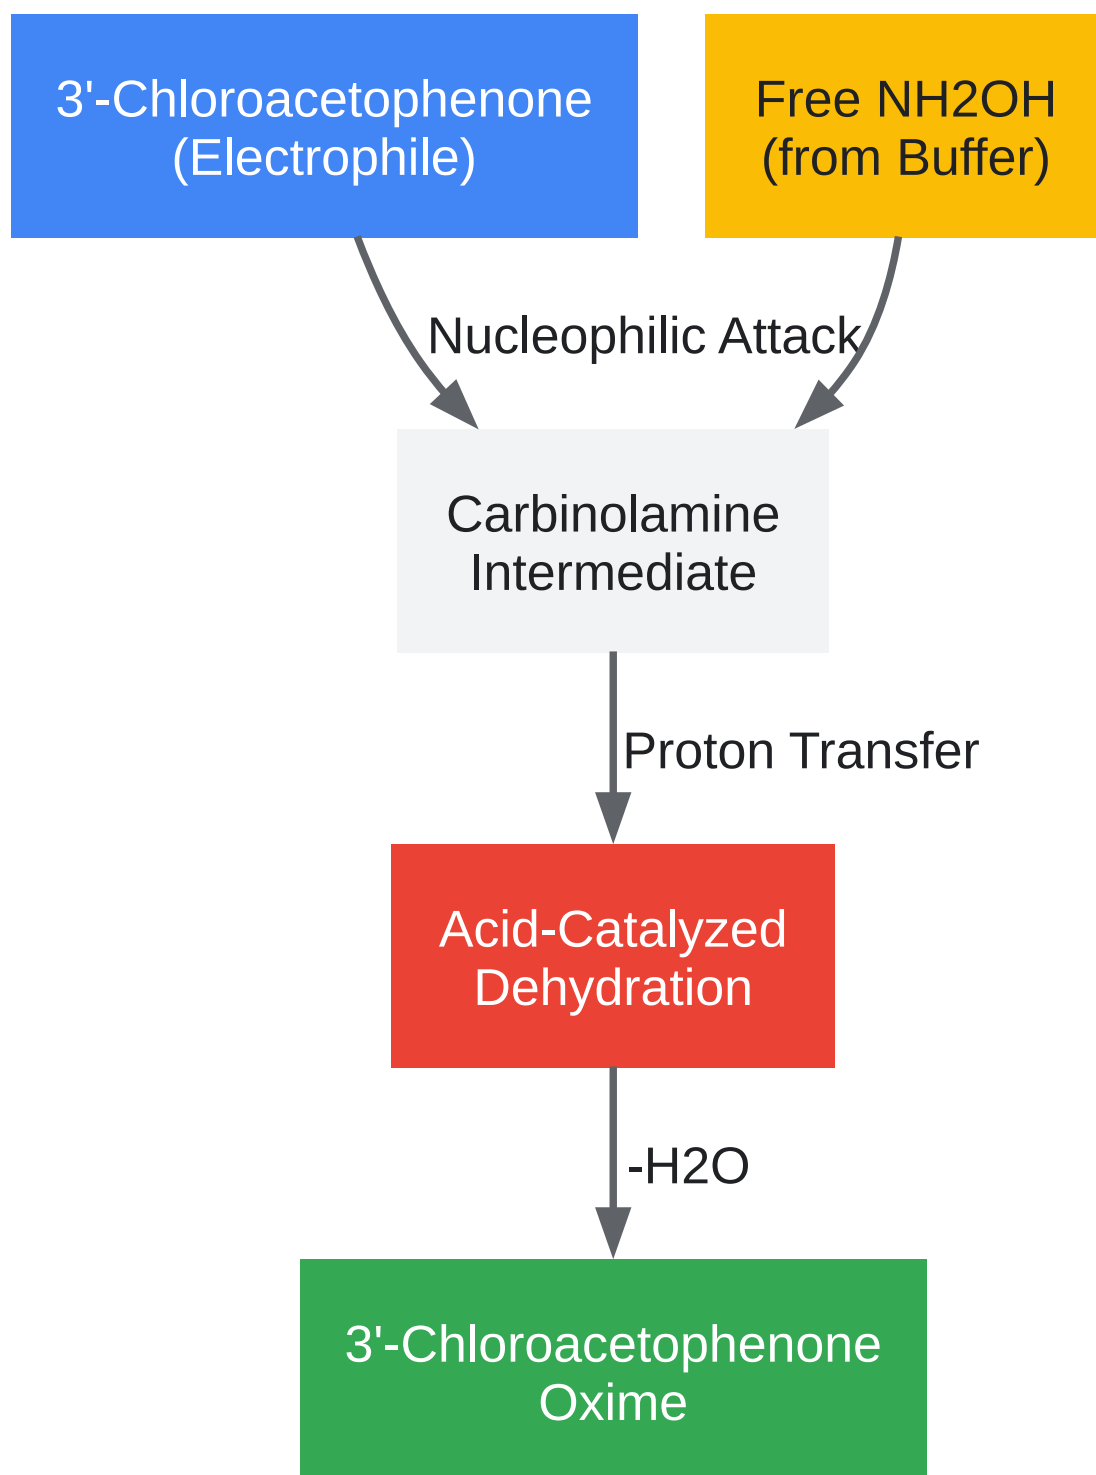 3'-Chloroacetophenone
(Electrophile)
Free NH2OH
(from Buffer)
Nucleophilic Attack
Carbinolamine
Intermediate
Proton Transfer
Acid-Catalyzed
Dehydration
-H2O
3'-Chloroacetophenone
Oxime